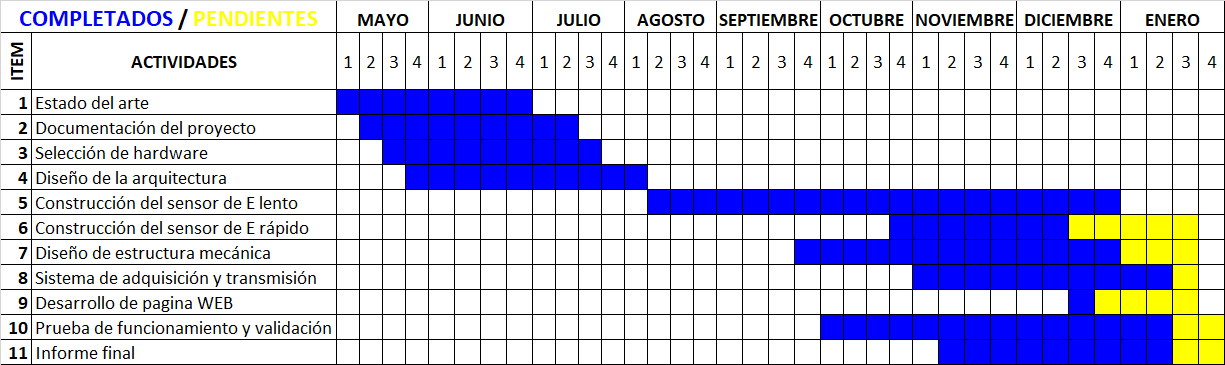 COMPLETADOS / PENDIENTES MAYO JUNIO JULIO AGOSTO SEPTIEMBRE OCTUBRE NOVIEMBRE DICIEMBRE ENERO
ITEM ACTIVIDADES 1 2 3 4 1 2 3 4 1 2 3 4 1 2 3 4 1 2 3 4 1 2 3 4 1 2 3 4 1 2 3 4 1 2 3 4
1 Estado del arte
2 Documentación del proyecto
3 Selección de hardware
4 Diseño de la arquitectura
5 Construcción del sensor de E lento
6 Construcción del sensor de E rápido
7 Diseño de estructura mecánica
8 Sistema de adquisición y transmisión
9 Desarrollo de pagina WEB
10 Prueba de funcionamiento y validación
11 Informe final